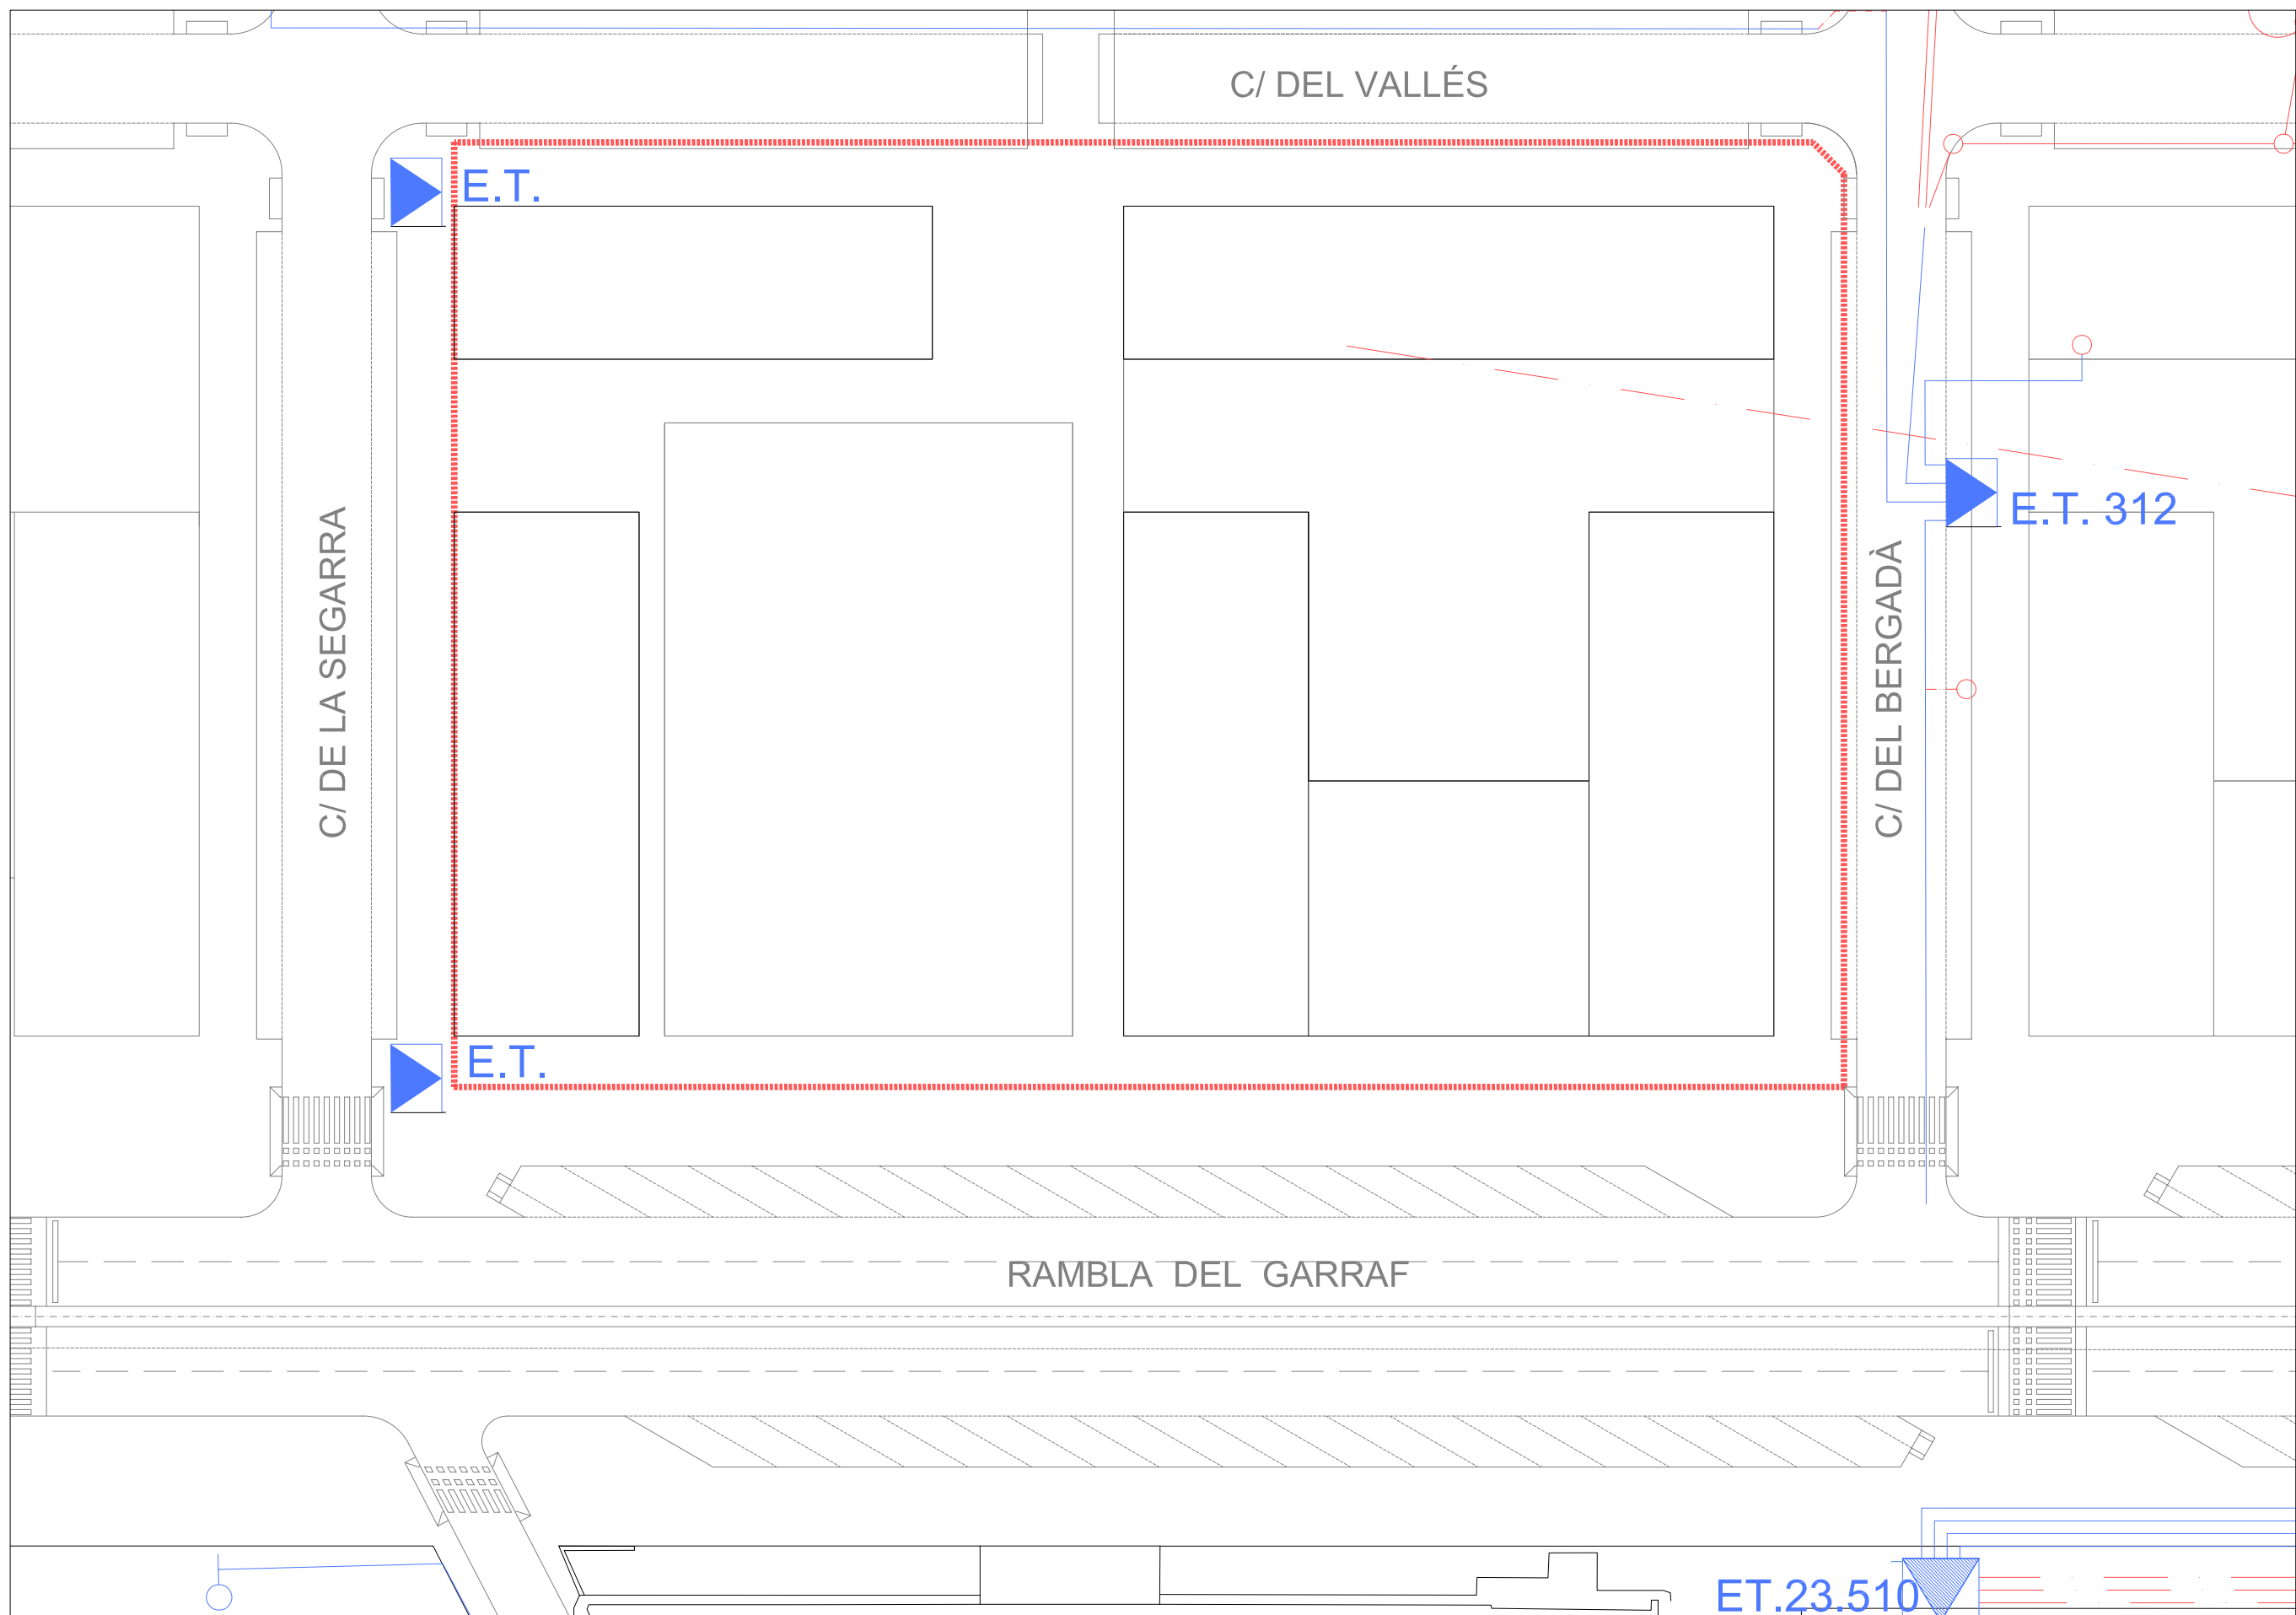 C/ DEL VALLÉS
E.T.
E.T. 312
C/ DE LA SEGARRA
C/ DEL BERGADÀ
E.T.
RAMBLA DEL GARRAF
ET.23.510